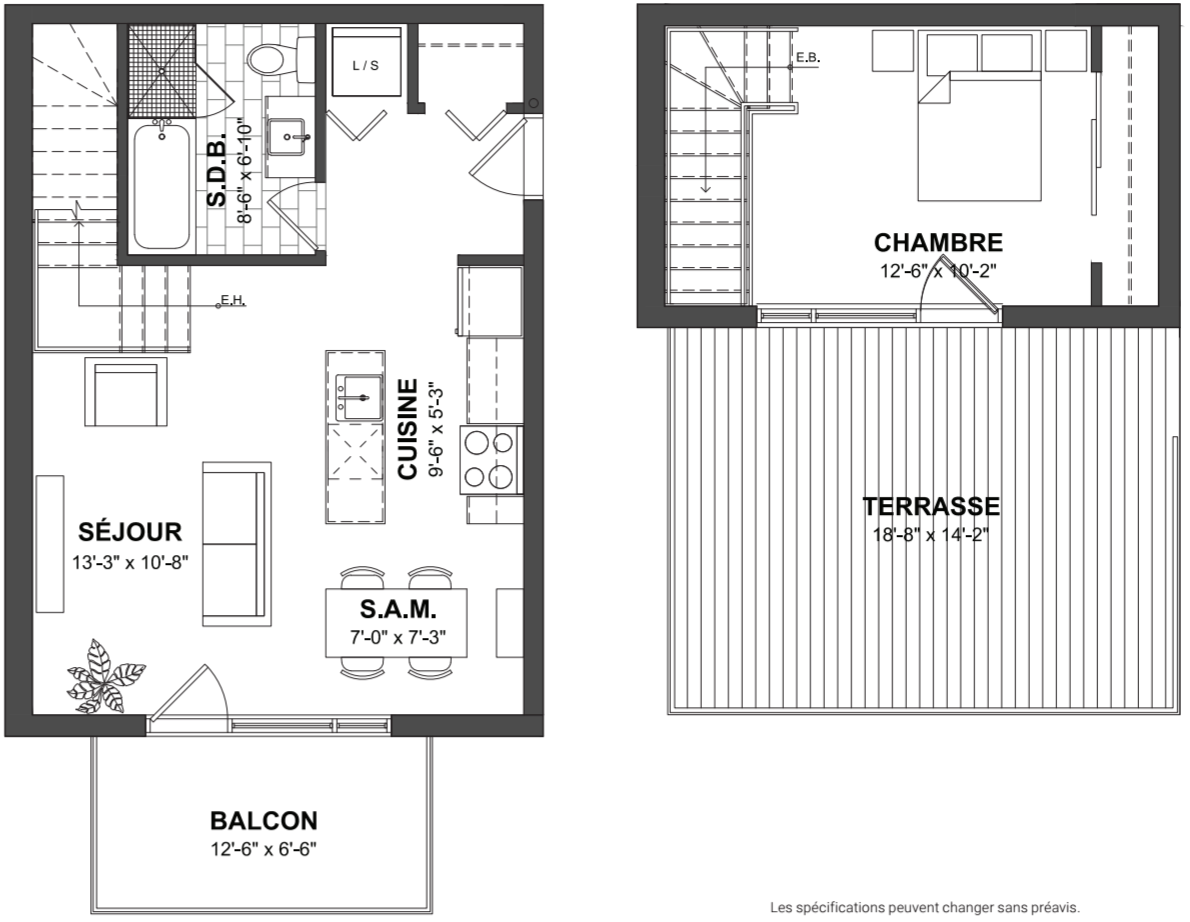 L / S
S.D.B.
8'-6" x 6'-10"
E.H.
CUISINE
9'-6" x 5'-3"
SÉJOUR
13'-3" x 10'-8"
S.A.M.
7'-0" x 7'-3"
BALCON
12'-6" x 6'-6"
E.B.
CHAMBRE
12'-6" x 10'-2"
TERRASSE
18'-8" x 14'-2"
Les spécifications peuvent changer sans préavis.